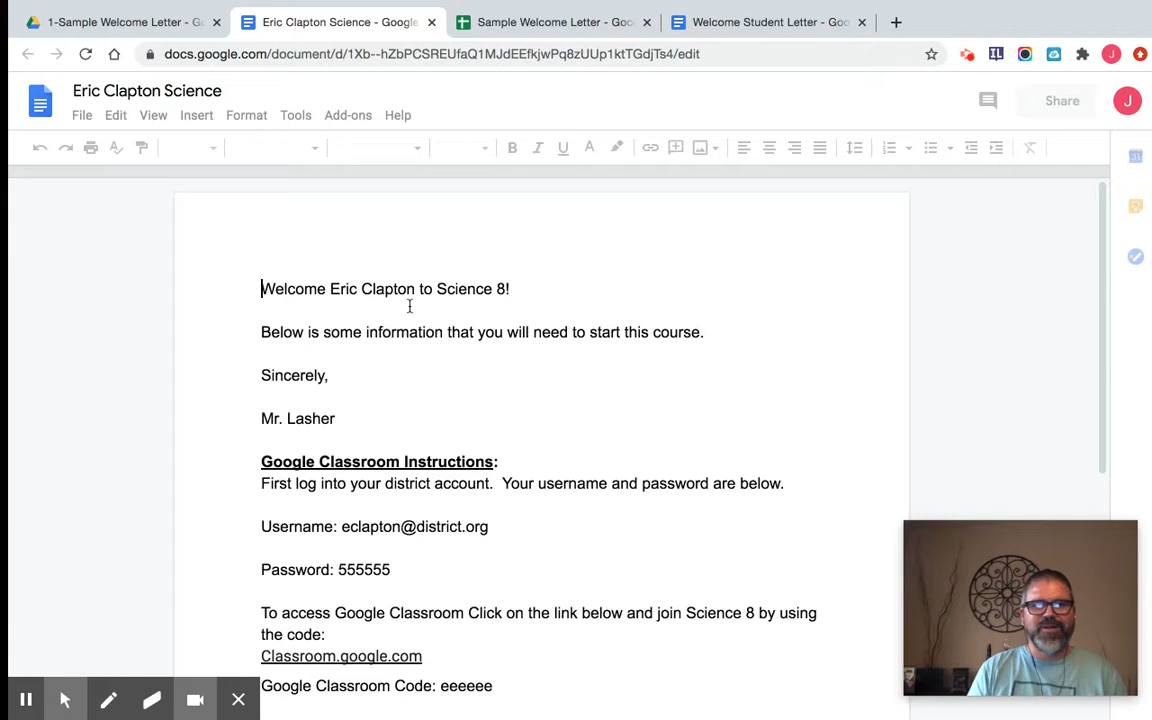 1-Sample Welcome Letter - Go
Eric Clapton Science - Google
Sample Welcome Letter - Goo
Welcome Student Letter - Goo
docs.google.com/document/d/1Xb--hZbPCSREUfaQ1MJdEEfkjwPq8zUUp1ktTGdjTs4/edit
IL
J
Eric Clapton Science
File Edit View Insert Format Tools Add-ons Help
Share
J
B I U A
Welcome Eric Clapton to Science 8!
Below is some information that you will need to start this course.
Sincerely,
Mr. Lasher
Google Classroom Instructions:
First log into your district account. Your username and password are below.
Username: eclapton@district.org
Password: 555555
To access Google Classroom Click on the link below and join Science 8 by using
the code:
Classroom.google.com
Google Classroom Code: eeeeee